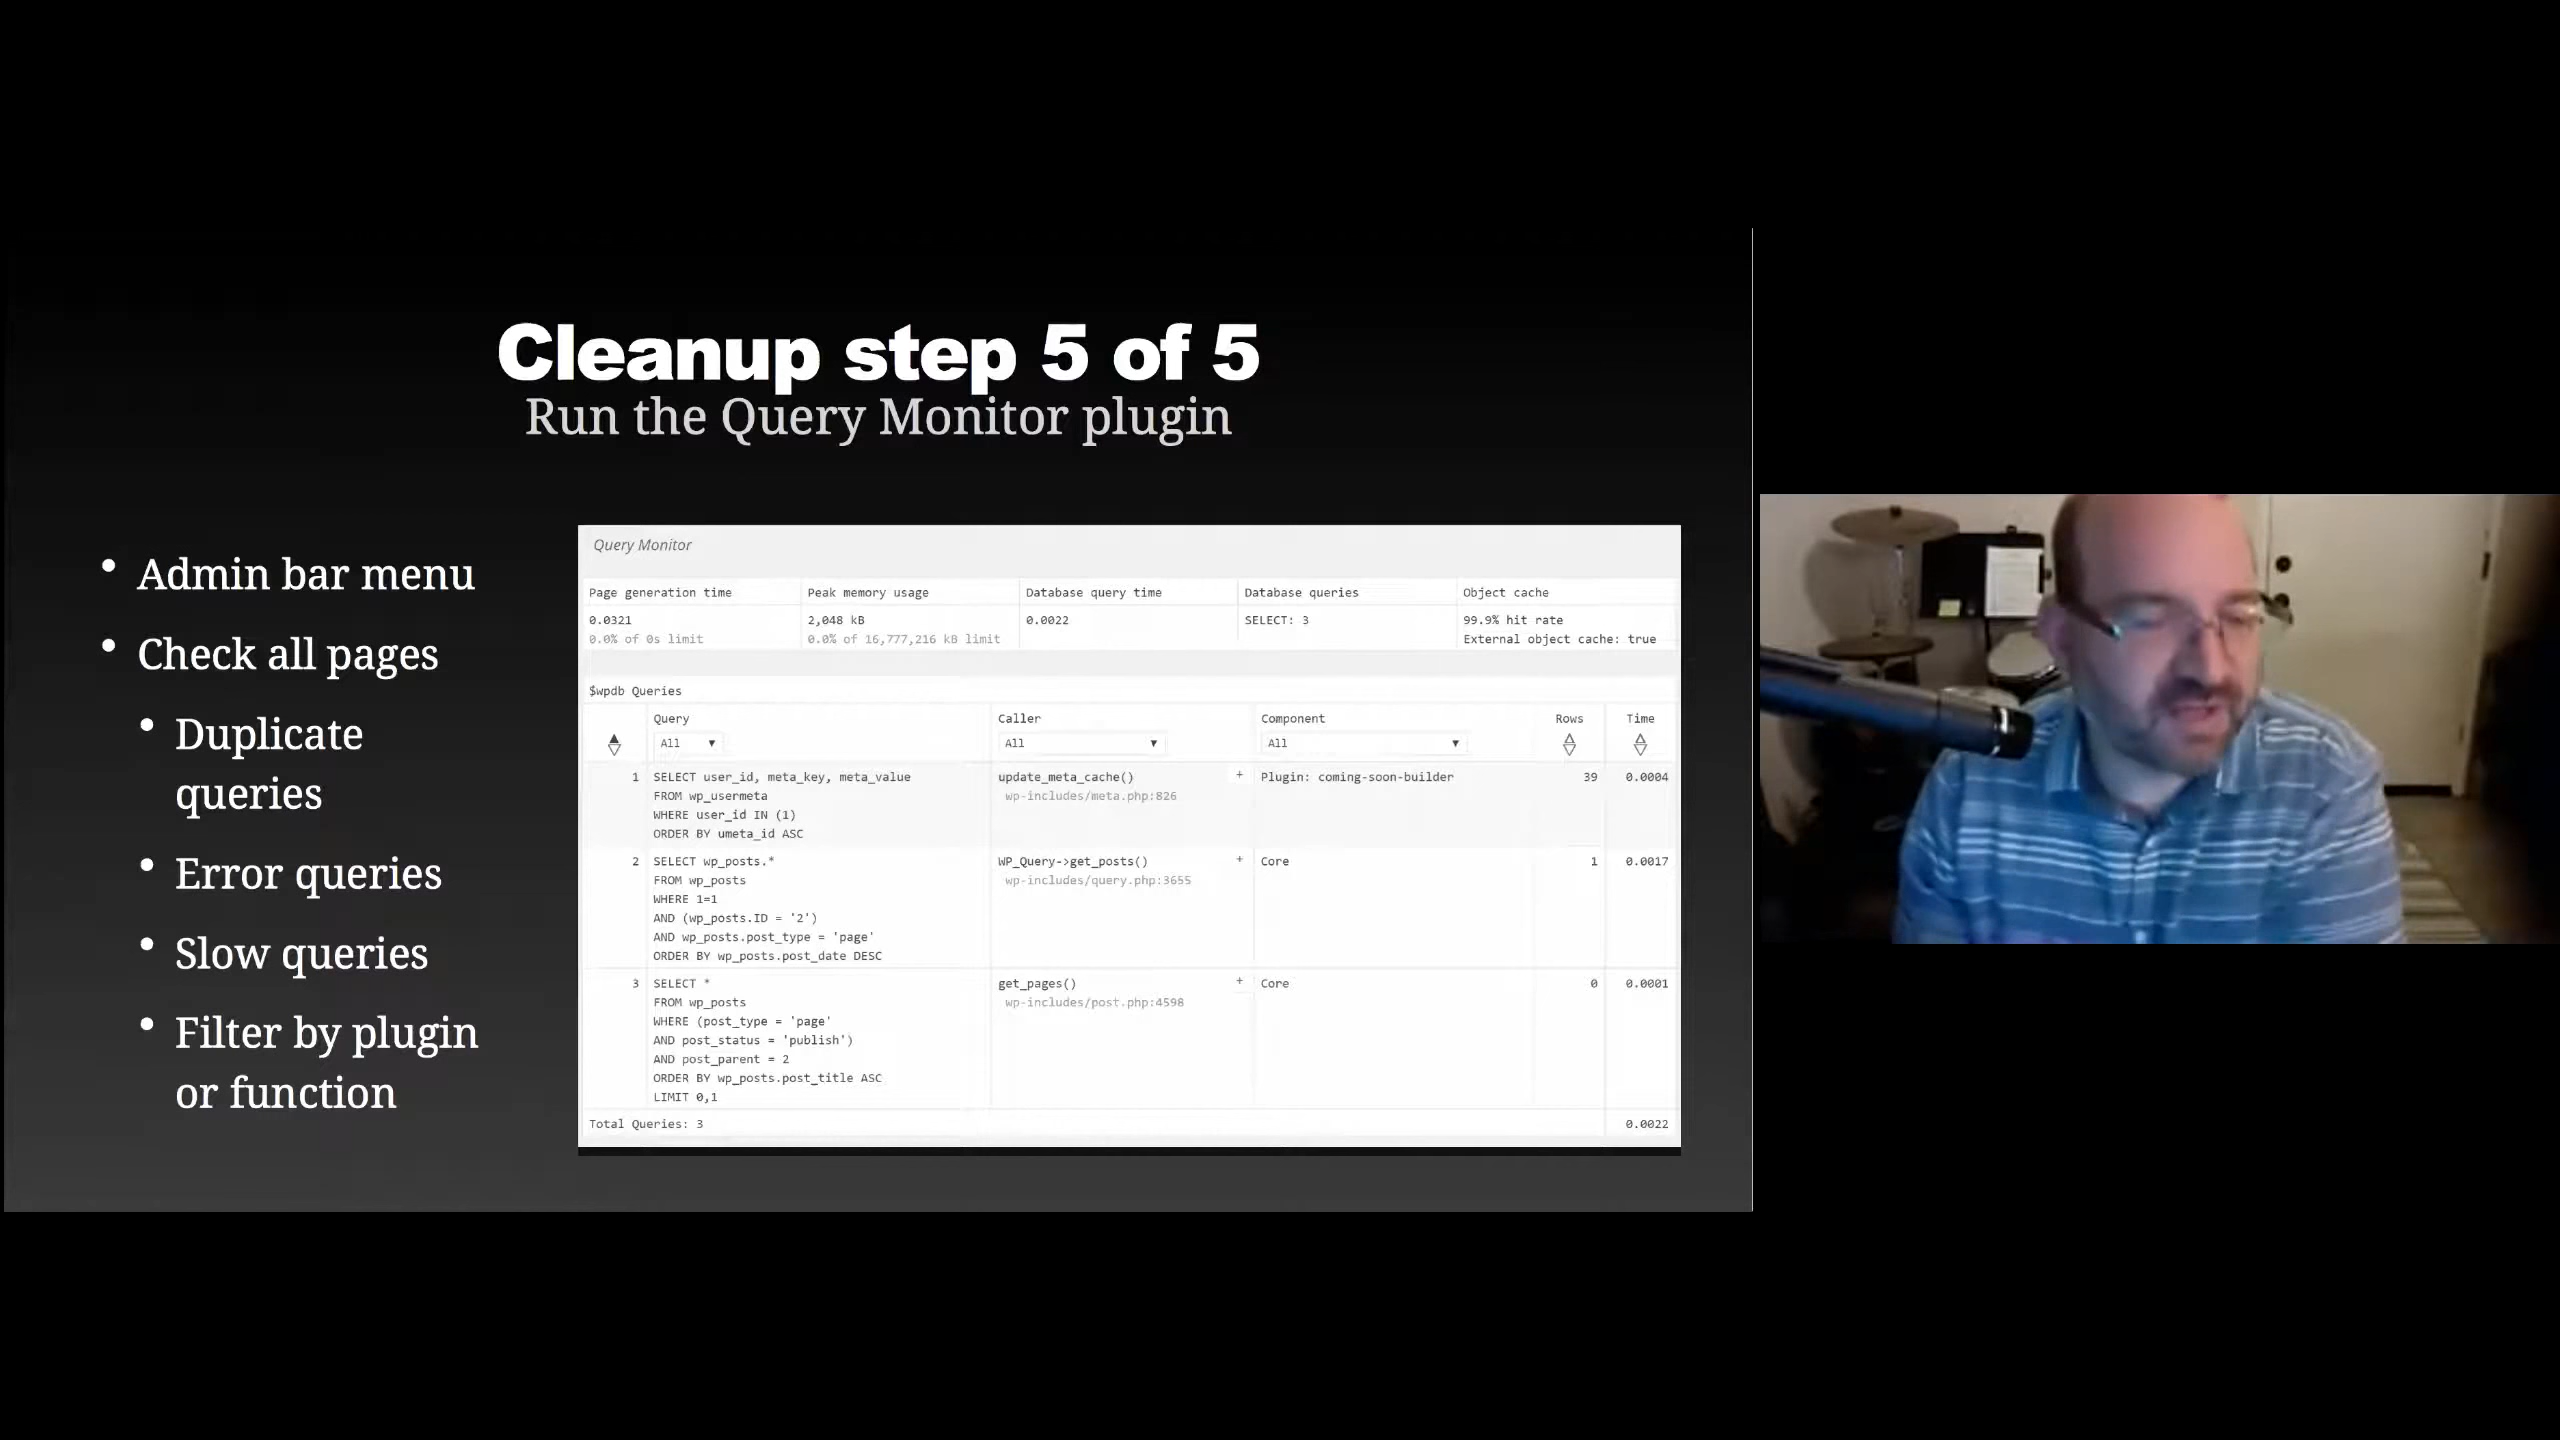 Cleanup step 5 of 5
Run the Query Monitor plugin
• Admin bar menu
• Check all pages
• Duplicate
queries
• Error queries
• Slow queries
• Filter by plugin
or function
Query Monitor
Page generation time Peak memory usage Database query time Database queries Object cache
0.0321 2,048 kB 0.0022 SELECT: 3 99.9% hit rate
0.0% of 0s limit 0.0% of 16,777,216 kB limit External object cache: true
$wpdb Queries
Query Caller Component Rows Time
All ▼ All ▼ All ▼
1 SELECT user_id, meta_key, meta_value update_meta_cache() + Plugin: coming-soon-builder 39 0.0004
FROM wp_usermeta wp-includes/meta.php:826
WHERE user_id IN (1)
ORDER BY umeta_id ASC
2 SELECT wp_posts.* WP_Query->get_posts() + Core 1 0.0017
FROM wp_posts wp-includes/query.php:3655
WHERE 1=1
AND (wp_posts.ID = '2')
AND wp_posts.post_type = 'page'
ORDER BY wp_posts.post_date DESC
3 SELECT * get_pages() + Core 0 0.0001
FROM wp_posts wp-includes/post.php:4598
WHERE (post_type = 'page'
AND post_status = 'publish')
AND post_parent = 2
ORDER BY wp_posts.post_title ASC
LIMIT 0,1
Total Queries: 3 0.0022